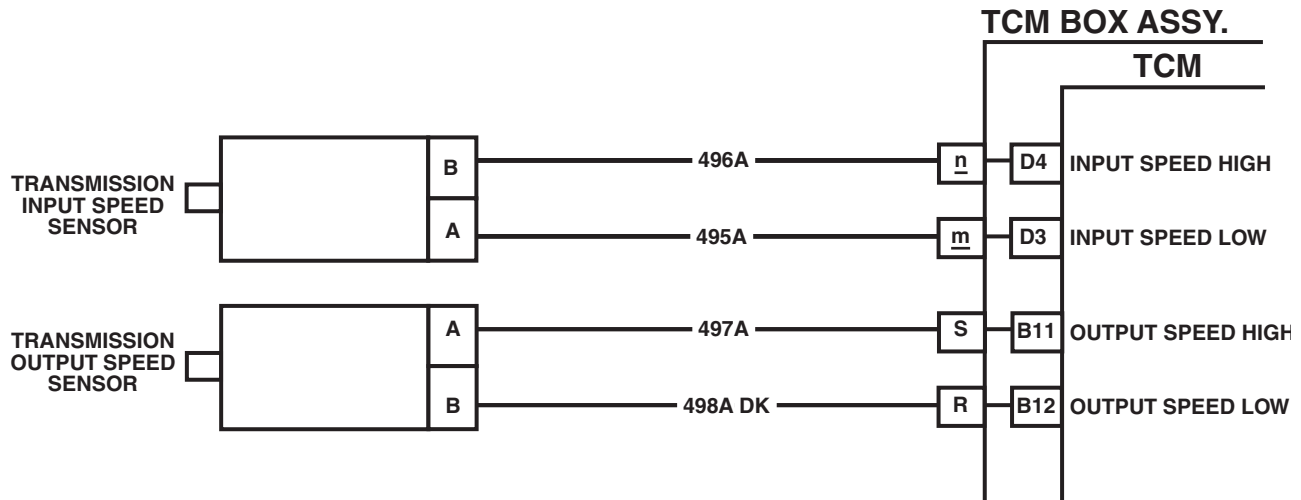 TCM BOX ASSY.
TCM
TRANSMISSION
INPUT SPEED
SENSOR
B 496A n D4 INPUT SPEED HIGH
A 495A m D3 INPUT SPEED LOW
TRANSMISSION
OUTPUT SPEED
SENSOR
A 497A S B11 OUTPUT SPEED HIGH
B 498A DK R B12 OUTPUT SPEED LOW